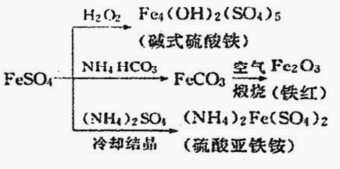 H₂O₂
Fe₄(OH)₂(SO₄)₅
(碱式硫酸铁)
FeSO₄
NH₄HCO₃
FeCO₃
空气
煅烧
Fe₂O₃
(铁红)
(NH₄)₂SO₄
冷却结晶
(NH₄)₂Fe(SO₄)₂
(硫酸亚铁铵)